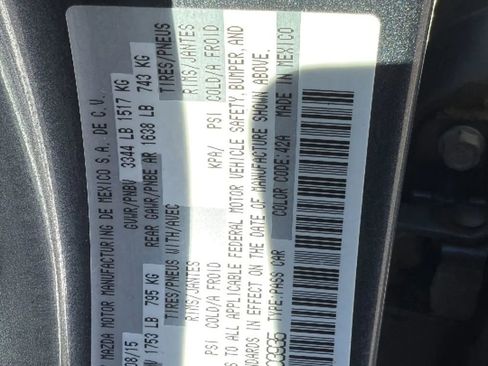 MAZDA MOTOR MANUFACTURING DE MEXICO S.A. DE C.V.
08/15 GVWR/PNBV 3344 LB 1517 KG
1753 LB 795 KG REAR GAWR/PNBE AR 1638 LB 743 KG
TIRES/PNEUS WITH/AVEC TIRES/PNEUS
RIMS/JANTES RIMS/JANTES
PSI COLD/A FROID KPA/ PSI COLD/A FROID
TO ALL APPLICABLE FEDERAL MOTOR VEHICLE SAFETY, BUMPER, AND
STANDARDS IN EFFECT ON THE DATE OF MANUFACTURE SHOWN ABOVE.
TYPE:PASS CAR COLOR CODE:42A MADE IN MEXICO